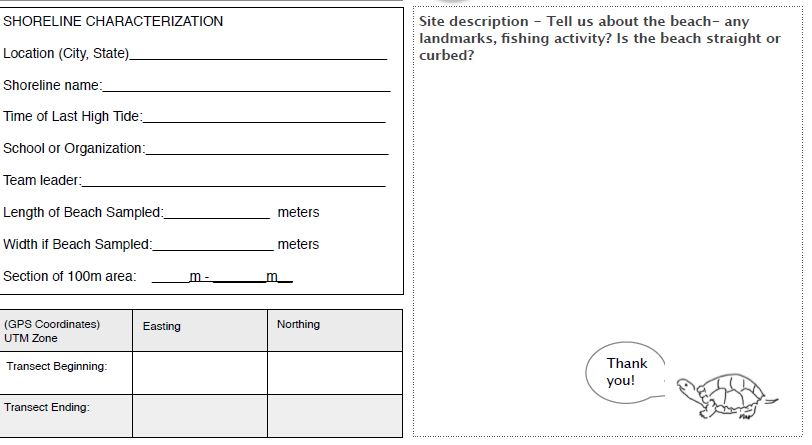 SHORELINE CHARACTERIZATION
Location (City, State)
Shoreline name:
Time of Last High Tide:
School or Organization:
Team leader:
Length of Beach Sampled: meters
Width if Beach Sampled: meters
Section of 100m area: m - m
(GPS Coordinates) Easting Northing
UTM Zone
Transect Beginning:
Transect Ending:
Site description - Tell us about the beach- any
landmarks, fishing activity? Is the beach straight or
curbed?
Thank
you!